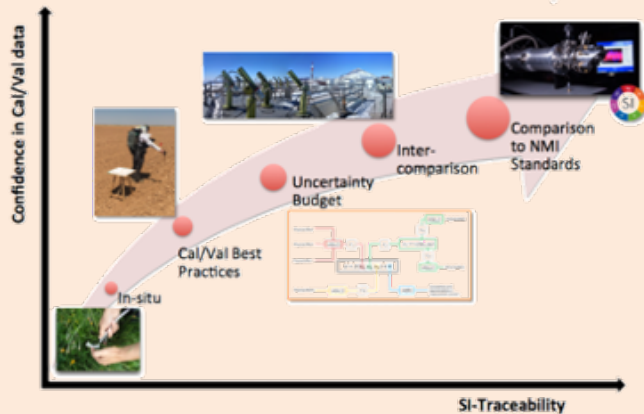 Confidence in Cal/Val data
SI
Comparison
to NMI
Standards
Inter-
comparison
Uncertainty
Budget
Cal/Val Best
Practices
In-situ
SI-Traceability